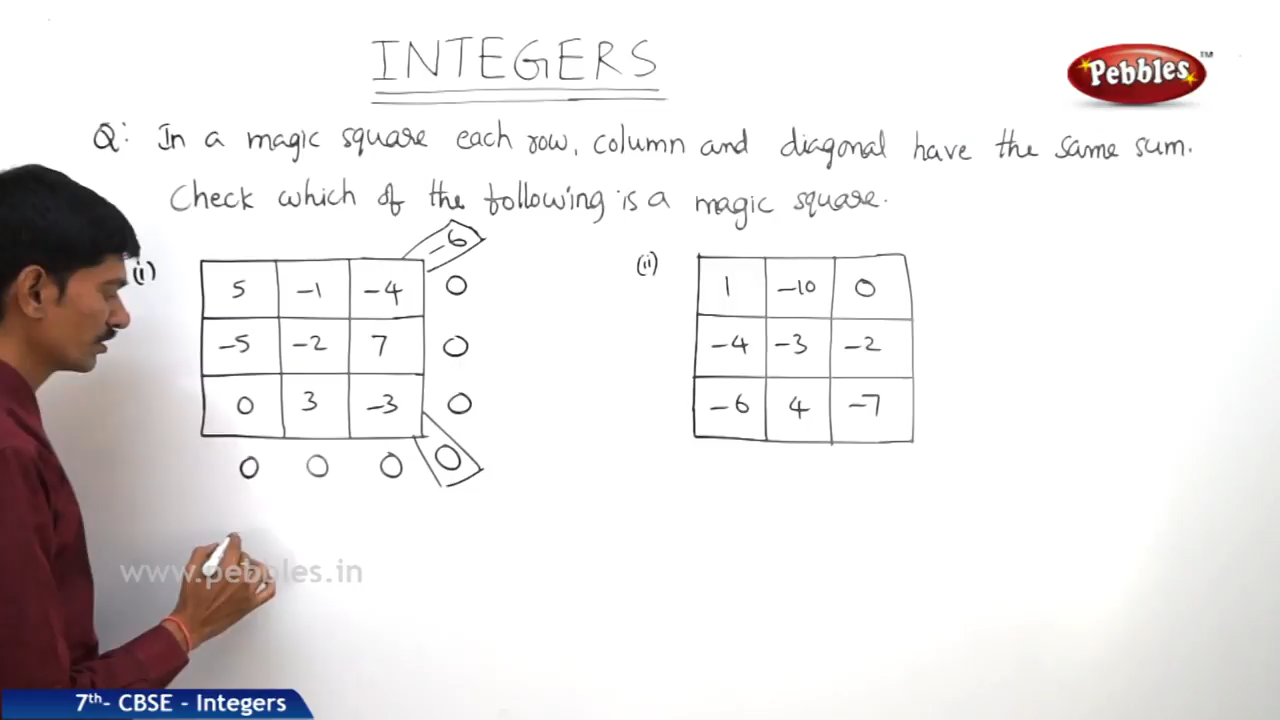 INTEGERS
Pebbles™
Q: In a magic square each row, column and diagonal have the same sum.
Check which of the following is a magic square.
-6
(i)
5 -1 -4 0
-5 -2 7 0
0 3 -3 0
0 0 0 0
(ii)
1 -10 0
-4 -3 -2
-6 4 -7
www.pebbles.in
7th- CBSE - Integers